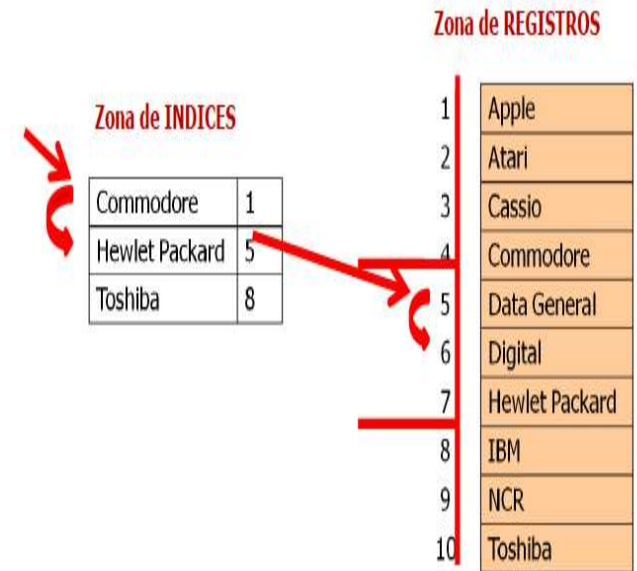 Zona de REGISTROS
Zona de INDICES
Commodore 1
Hewlet Packard 5
Toshiba 8
1 Apple
2 Atari
3 Cassio
4 Commodore
5 Data General
6 Digital
7 Hewlet Packard
8 IBM
9 NCR
10 Toshiba